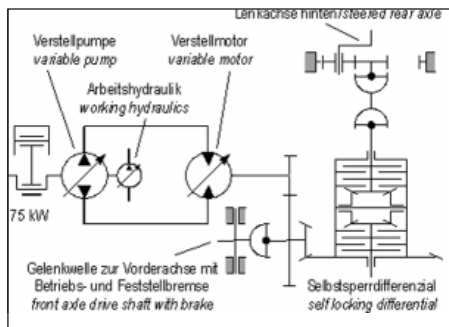 Lenkachse hinten/steered rear axle
Verstellpumpe
variable pump
Verstellmotor
variable motor
Arbeitshydraulik
working hydraulics
75 kW
Gelenkwelle zur Vorderachse mit
Betriebs- und Feststellbremse
front axle drive shaft with brake
Selbstsperrdifferenzial
self locking differential